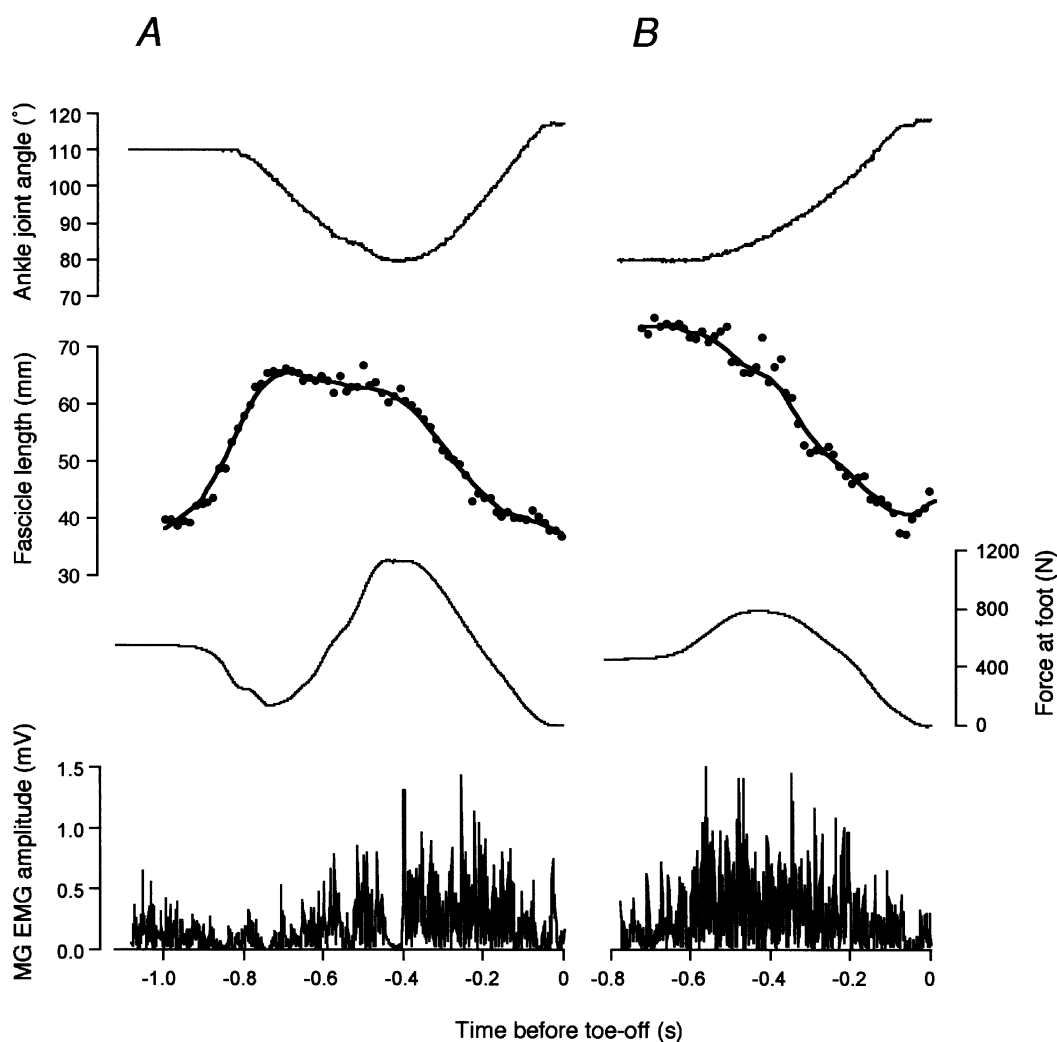 A B
Ankle joint angle (°)
120
110
100
90
80
70
Fascicle length (mm)
70
60
50
40
30
Force at foot (N)
1200
800
400
0
MG EMG amplitude (mV)
1.5
1.0
0.5
0.0
-1.0 -0.8 -0.6 -0.4 -0.2 0 -0.8 -0.6 -0.4 -0.2 0
Time before toe-off (s)